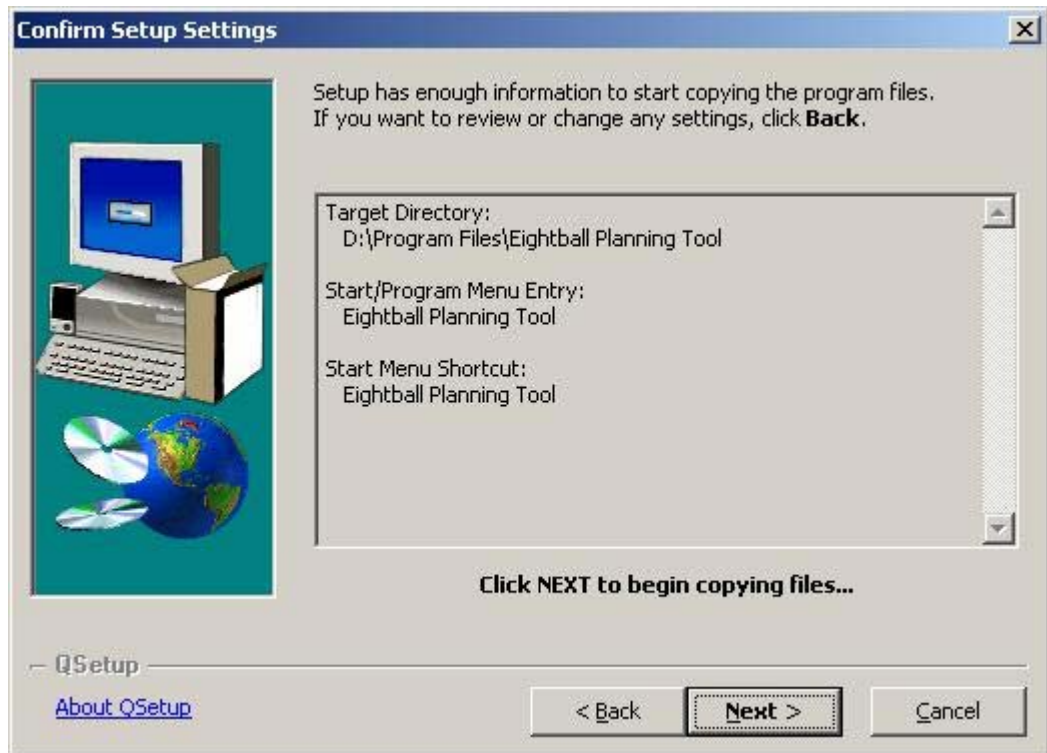 Confirm Setup Settings
Setup has enough information to start copying the program files.
If you want to review or change any settings, click Back.
Target Directory:
D:\Program Files\Eightball Planning Tool
Start/Program Menu Entry:
Eightball Planning Tool
Start Menu Shortcut:
Eightball Planning Tool
Click NEXT to begin copying files...
QSetup
About QSetup
< Back
Next >
Cancel